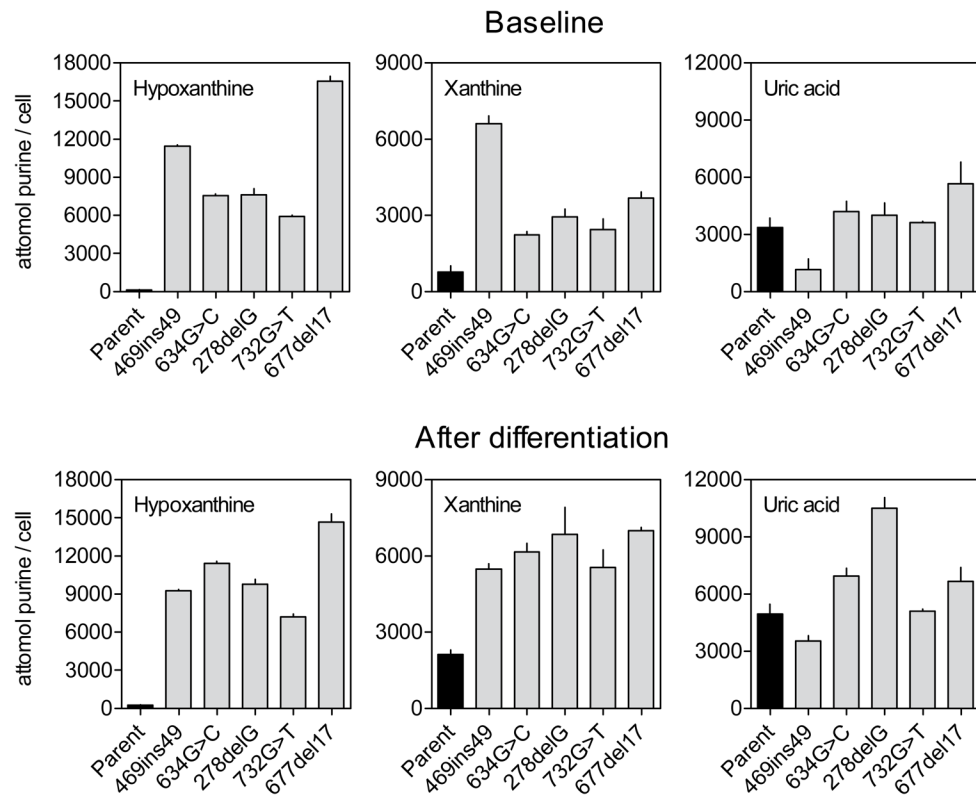 Baseline
attomol purine / cell
18000
15000
12000
9000
6000
3000
0
Hypoxanthine
Parent
469ins49
634G>C
278delG
732G>T
677del17
9000
6000
3000
0
Xanthine
Parent
469ins49
634G>C
278delG
732G>T
677del17
12000
9000
6000
3000
0
Uric acid
Parent
469ins49
634G>C
278delG
732G>T
677del17
After differentiation
attomol purine / cell
18000
15000
12000
9000
6000
3000
0
Hypoxanthine
Parent
469ins49
634G>C
278delG
732G>T
677del17
9000
6000
3000
0
Xanthine
Parent
469ins49
634G>C
278delG
732G>T
677del17
12000
9000
6000
3000
0
Uric acid
Parent
469ins49
634G>C
278delG
732G>T
677del17